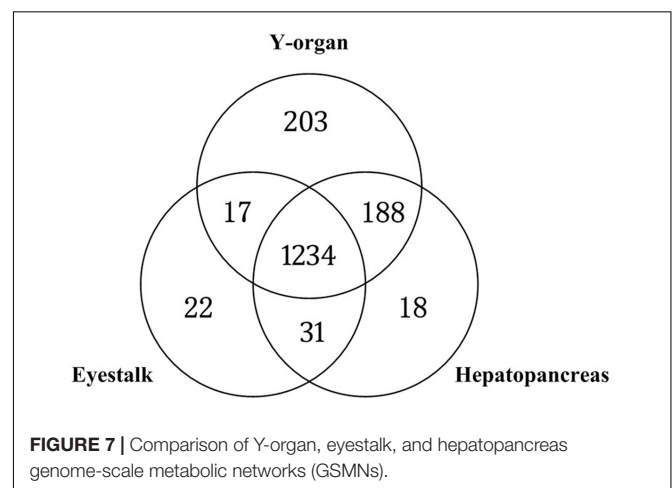 Y-organ
203
17
188
1234
22
18
31
Eyestalk
Hepatopancreas
FIGURE 7 | Comparison of Y-organ, eyestalk, and hepatopancreas
genome-scale metabolic networks (GSMNs).